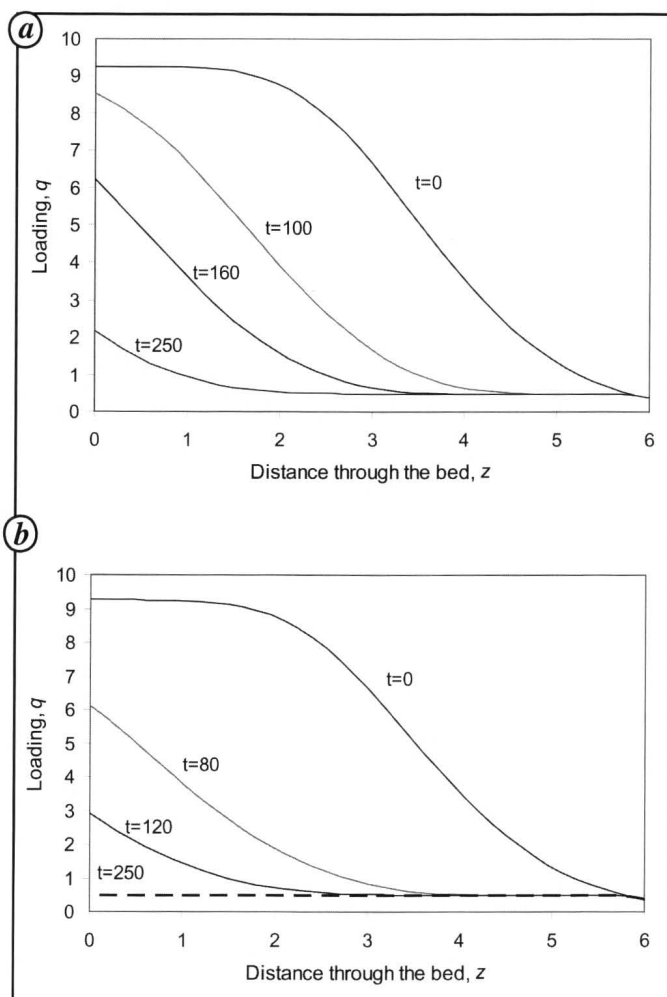 a
10
9
8
7
6
5
4
3
2
1
0
Loading, q
t=0
t=100
t=160
t=250
0 1 2 3 4 5 6
Distance through the bed, z
b
10
9
8
7
6
5
4
3
2
1
0
Loading, q
t=0
t=80
t=120
t=250
0 1 2 3 4 5 6
Distance through the bed, z